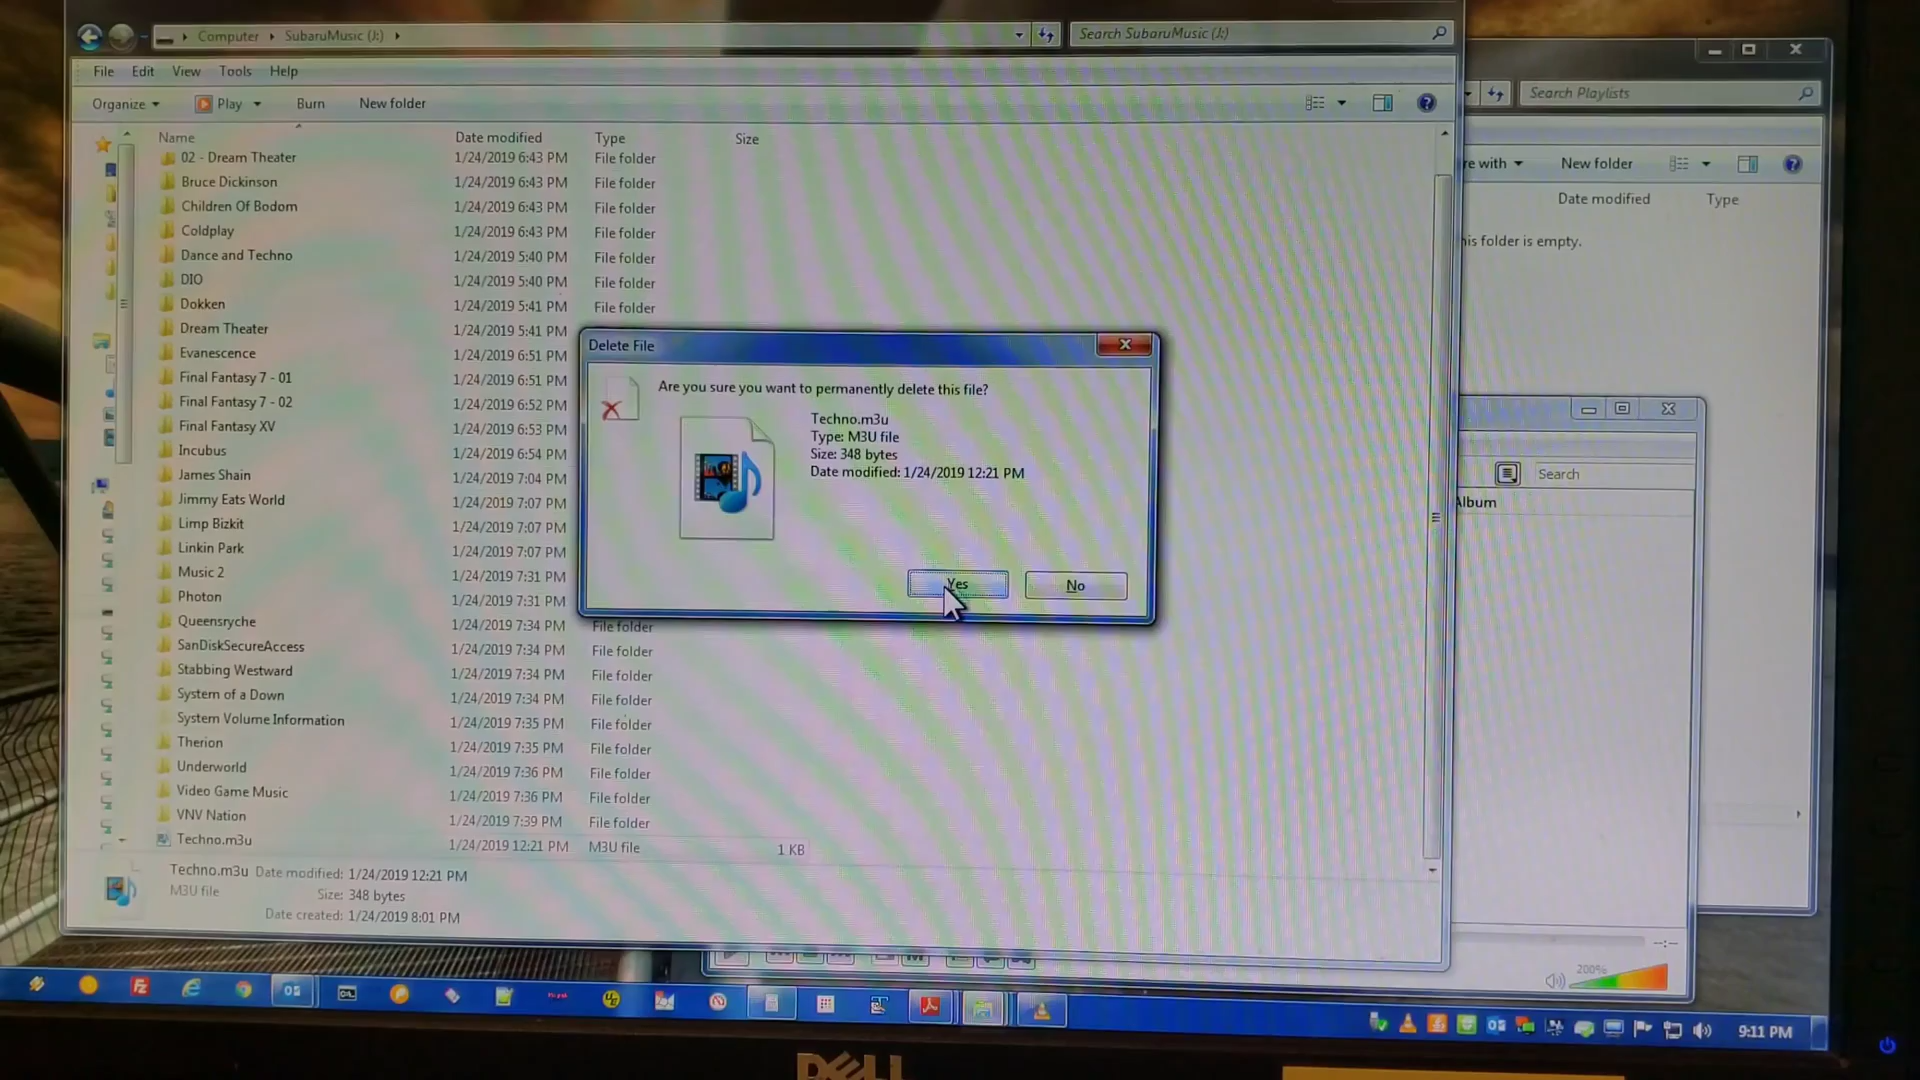 Computer SubaruMusic (J:)
Search SubaruMusic (J:)
File Edit View Tools Help
Organize Play Burn New folder
Name Date modified Type Size
02 - Dream Theater 1/24/2019 6:43 PM File folder
Bruce Dickinson 1/24/2019 6:43 PM File folder
Children Of Bodom 1/24/2019 6:43 PM File folder
Coldplay 1/24/2019 6:43 PM File folder
Dance and Techno 1/24/2019 5:40 PM File folder
DIO 1/24/2019 5:40 PM File folder
Dokken 1/24/2019 5:41 PM File folder
Dream Theater 1/24/2019 5:41 PM
Evanescence 1/24/2019 6:51 PM
Final Fantasy 7 - 01 1/24/2019 6:51 PM
Final Fantasy 7 - 02 1/24/2019 6:52 PM
Final Fantasy XV 1/24/2019 6:53 PM
Incubus 1/24/2019 6:54 PM
James Shain 1/24/2019 7:04 PM
Jimmy Eats World 1/24/2019 7:07 PM
Limp Bizkit 1/24/2019 7:07 PM
Linkin Park 1/24/2019 7:07 PM
Music 2 1/24/2019 7:31 PM
Photon 1/24/2019 7:31 PM
Queensryche 1/24/2019 7:34 PM File folder
SanDiskSecureAccess 1/24/2019 7:34 PM File folder
Stabbing Westward 1/24/2019 7:34 PM File folder
System of a Down 1/24/2019 7:34 PM File folder
System Volume Information 1/24/2019 7:35 PM File folder
Therion 1/24/2019 7:35 PM File folder
Underworld 1/24/2019 7:36 PM File folder
Video Game Music 1/24/2019 7:36 PM File folder
VNV Nation 1/24/2019 7:39 PM File folder
Techno.m3u 1/24/2019 12:21 PM M3U file 1 KB
Techno.m3u Date modified: 1/24/2019 12:21 PM
M3U file Size: 348 bytes
Date created: 1/24/2019 8:01 PM
Delete File
Are you sure you want to permanently delete this file?
Techno.m3u
Type: M3U file
Size: 348 bytes
Date modified: 1/24/2019 12:21 PM
Yes No
Search Playlists
re with New folder
Date modified Type
his folder is empty.
Search
Album
--:--
200%
9:11 PM
DELL